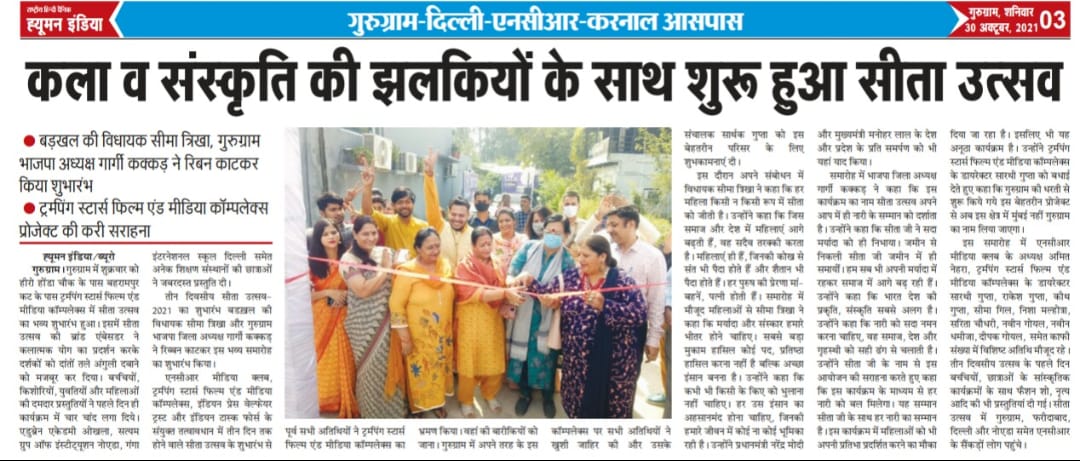 राष्ट्रीय हिन्दी दैनिक
ह्यूमन इंडिया
गुरुग्राम-दिल्ली-एनसीआर-करनाल आसपास
गुरुग्राम, शनिवार
30 अक्टूबर, 2021
03
कला व संस्कृति की झलकियों के साथ शुरू हुआ सीता उत्सव
● बड़खल की विधायक सीमा त्रिखा, गुरुग्राम
भाजपा अध्यक्ष गार्गी कक्कड़ ने रिबन काटकर
किया शुभारंभ
● ट्रमपिंग स्टार्स फिल्म एंड मीडिया कॉम्पलेक्स
प्रोजेक्ट की करी सराहना
ह्यूमन इंडिया/ब्यूरो
गुरुग्राम। गुरुग्राम में शुक्रवार को
हीरो होंडा चौक के पास बहरामपुर
कट के पास ट्रमपिंग स्टार्स फिल्म एंड
मीडिया कॉम्पलेक्स में सीता उत्सव
का भव्य शुभारंभ हुआ। इसमें सीता
उत्सव की ब्रांड एंबेसडर ने
कलात्मक योग का प्रदर्शन करके
दर्शकों को दांतों तले अंगुली दबाने
को मजबूर कर दिया। बचचियों,
किशोरियों, युवतियों और महिलाओं
की दमदार प्रस्तुतियों ने पहले दिन ही
कार्यक्रम में चार चांद लगा दिये।
एडुब्रेन एकेडमी ओखला, सत्यम
ग्रुप ऑफ इंस्टीट्यूशन नोएडा, गंगा
इंटरनेशनल स्कूल दिल्ली समेत
अनेक शिक्षण संस्थानों की छात्राओं
ने जबरदस्त प्रस्तुति दी।
तीन दिवसीय सीता उत्सव-
2021 का शुभारंभ बडख़ल की
विधायक सीमा त्रिखा और गुरुग्राम
भाजपा जिला अध्यक्ष गार्गी कक्कड़
ने रिब्बन काटकर इस भव्य समारोह
का शुभारंभ किया।
एनसीआर मीडिया क्लब,
ट्रमपिंग स्टार्स फिल्म एंड मीडिया
कॉम्पलेक्स, इंडियन प्रेस वेल्फेयर
ट्रस्ट और इंडियन टास्क फोर्स के
संयुक्त तत्वावधान में तीन दिन तक
होने वाले सीता उत्सव के शुभारंभ से
पूर्व सभी अतिथियों ने ट्रमपिंग स्टार्स
फिल्म एंड मीडिया कॉम्पलेक्स का
भ्रमण किया। वहां की बारीकियों को
जाना। गुरुग्राम में अपने तरह के इस
कॉम्पलेक्स पर सभी अतिथियों ने
खुशी जाहिर की और उसके
संचालक सार्थक गुप्ता को इस
बेहतरीन परिसर के लिए
शुभकामनाएं दी।
इस दौरान अपने संबोधन में
विधायक सीमा त्रिखा ने कहा कि हर
महिला किसी न किसी रूप में सीता
को जीती है। उन्होंने कहा कि जिस
समाज और देश में महिलाएं आगे
बढ़ती हैं, वह सदैव तरक्की करता
है। महिलाएं ही हैं, जिनकी कोख से
संत भी पैदा होते हैं और शैतान भी
पैदा होते हैं। हर पुरुष की प्रेरणा मां-
बहनें, पत्नी होती हैं। समारोह में
मौजूद महिलाओं से सीमा त्रिखा ने
कहा कि मर्यादा और संस्कार हमारे
भीतर होने चाहिए। सबसे बड़ा
मुकाम हासिल कोई पद, प्रतिष्ठा
हासिल करना नहीं है बल्कि अच्छा
इंसान बनना है। उन्होंने कहा कि
कभी भी किसी के किए को भुलाना
नहीं चाहिए। हर उस इंसान का
अहसानमंद होना चाहिए, जिनकी
हमारे जीवन में कोई ना कोई भूमिका
रही है। उन्होंने प्रधानमंत्री नरेंद्र मोदी
और मुख्यमंत्री मनोहर लाल के देश
और प्रदेश के प्रति समर्पण को भी
यहां याद किया।
समारोह में भाजपा जिला अध्यक्ष
गार्गी कक्कड़ ने कहा कि इस
कार्यक्रम का नाम सीता उत्सव अपने
आप में ही नारी के सम्मान को दर्शाता
है। उन्होंने कहा कि सीता जी ने सदा
मर्यादा को ही निभाया। जमीन से
निकली सीता जी जमीन में ही
समायीं। हम सब भी अपनी मर्यादा में
रहकर समाज में आगे बढ़ रही हैं।
उन्होंने कहा कि भारत देश की
प्रकृति, संस्कृति सबसे अलग है।
उन्होंने कहा कि नारी को सदा नमन
करना चाहिए, वह समाज, देश और
गृहस्थी को सही ढंग से चलाती है।
उन्होंने सीता जी के नाम से इस
आयोजन की सराहना करते हुए कहा
कि इस कार्यक्रम के माध्यम से हर
नारी को बल मिलेगा। यह सम्मान
सीता जी के साथ हर नारी का सम्मान
है। इस कार्यक्रम में महिलाओं को भी
अपनी प्रतिभा प्रदर्शित करने का मौका
दिया जा रहा है। इसलिए भी यह
अनूठा कार्यक्रम है। उन्होंने ट्रमपिंग
स्टार्स फिल्म एंड मीडिया कॉम्पलेक्स
के डायरेक्टर सारथी गुप्ता को बधाई
देते हुए कहा कि गुरुग्राम की धरती से
शुरू किये गये इस बेहतरीन प्रोजेक्ट
से अब इस क्षेत्र में मुंबई नहीं गुरुग्राम
का नाम लिया जाएगा।
इस समारोह में एनसीआर
मीडिया क्लब के अध्यक्ष अमित
नेहरा, ट्रमपिंग स्टार्स फिल्म एंड
मीडिया कॉम्पलेक्स के डायरेक्टर
सारथी गुप्ता, राकेश गुप्ता, कीथ
गुप्ता, सीमा गिल, निशा मल्होत्रा,
सरिता चौधरी, नवीन गोयल, नवीन
धमीजा, दीपक गोयल, समेत काफी
संख्या में विशिष्ट अतिथि मौजूद रहे।
तीन दिवसीय उत्सव के पहले दिन
बचचियों, छात्राओं के सांस्कृतिक
कार्यक्रमों के साथ फैशन शो, नृत्य
आदि की भी प्रस्तुतियां दी गई। सीता
उत्सव में गुरुग्राम, फरीदाबाद,
दिल्ली और नोएडा समेत एनसीआर
के सैंकड़ों लोग पहुंचे।